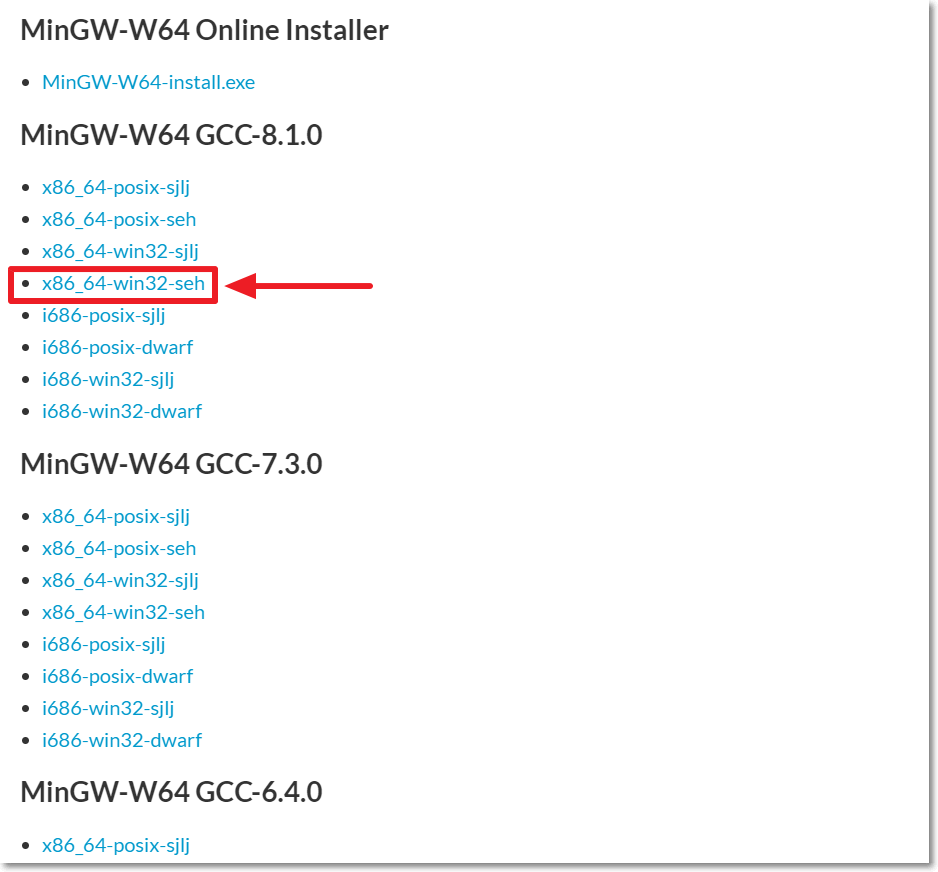 MinGW-W64 Online Installer
MinGW-W64-install.exe
MinGW-W64 GCC-8.1.0
x86_64-posix-sjlj
x86_64-posix-seh
x86_64-win32-sjlj
x86_64-win32-seh
i686-posix-sjlj
i686-posix-dwarf
i686-win32-sjlj
i686-win32-dwarf
MinGW-W64 GCC-7.3.0
x86_64-posix-sjlj
x86_64-posix-seh
x86_64-win32-sjlj
x86_64-win32-seh
i686-posix-sjlj
i686-posix-dwarf
i686-win32-sjlj
i686-win32-dwarf
MinGW-W64 GCC-6.4.0
x86_64-posix-sjlj